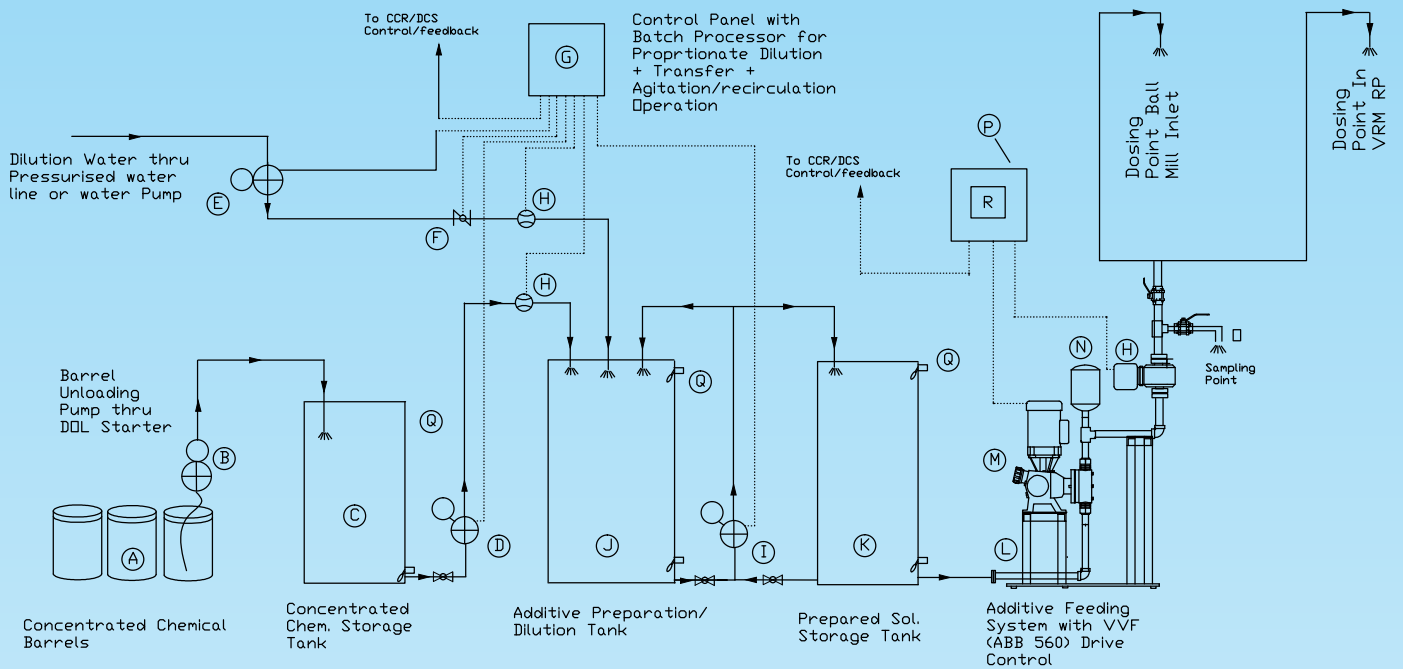 To CCR/DCS
Control/feedback
G
Control Panel with
Batch Processor for
Proprtionate Dilution
+ Transfer +
Agitation/recirculation
Operation
Dosing
Point Ball
Mill Inlet
Dosing
Point In
VRM RP
P
Dilution Water thru
Pressurised water
line or water Pump
E
To CCR/DCS
Control/feedback
R
H
F
H
N
H
Sampling
Point
Barrel
Unloading
Pump thru
DOL Starter
B
Q
Q
Q
M
A
C
D
J
I
K
L
Concentrated Chemical
Barrels
Concentrated
Chem. Storage
Tank
Additive Preparation/
Dilution Tank
Prepared Sol.
Storage Tank
Additive Feeding
System with VVF
(ABB 560) Drive
Control